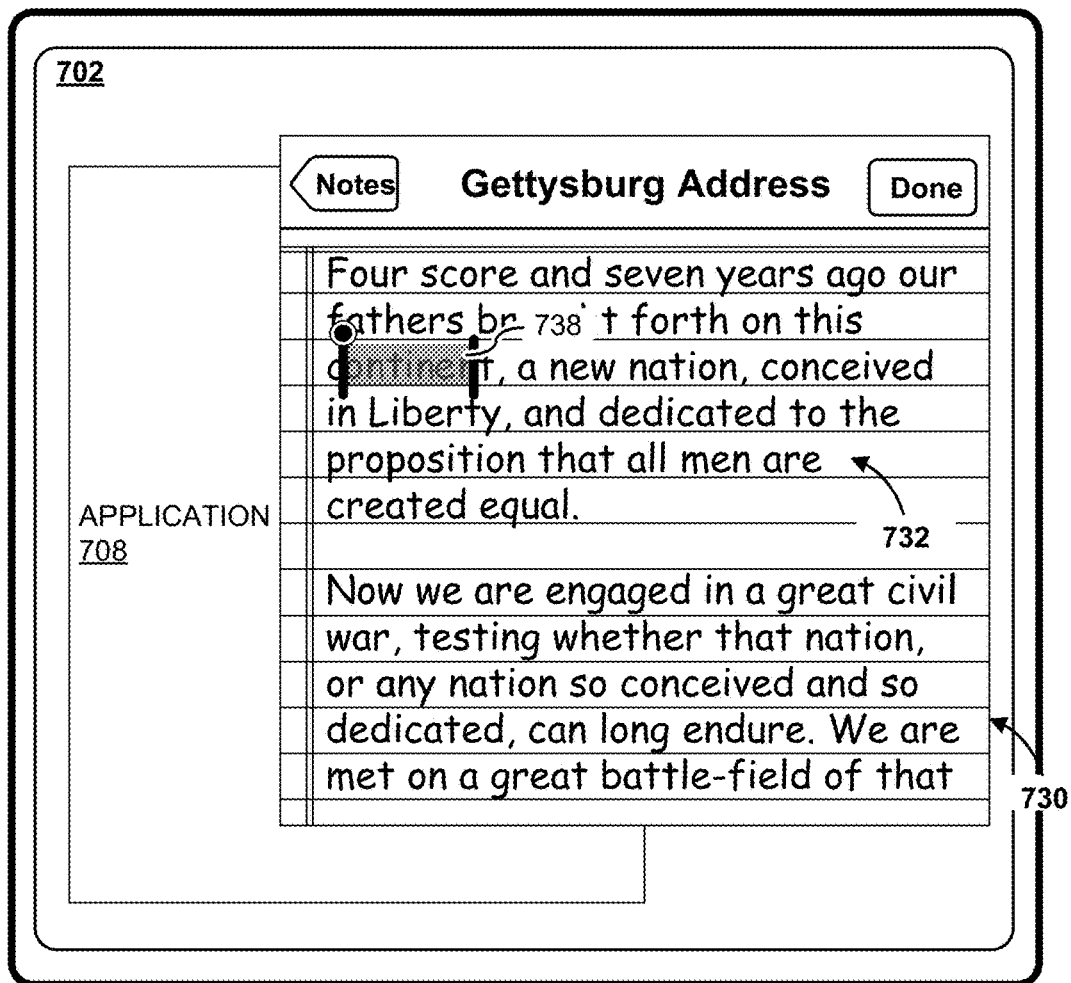 702
Notes
Gettysburg Address
Done
Four score and seven years ago our
fathers br 738 t forth on this
continent, a new nation, conceived
in Liberty, and dedicated to the
proposition that all men are
created equal.
732
APPLICATION
708
Now we are engaged in a great civil
war, testing whether that nation,
or any nation so conceived and so
dedicated, can long endure. We are
met on a great battle-field of that
730